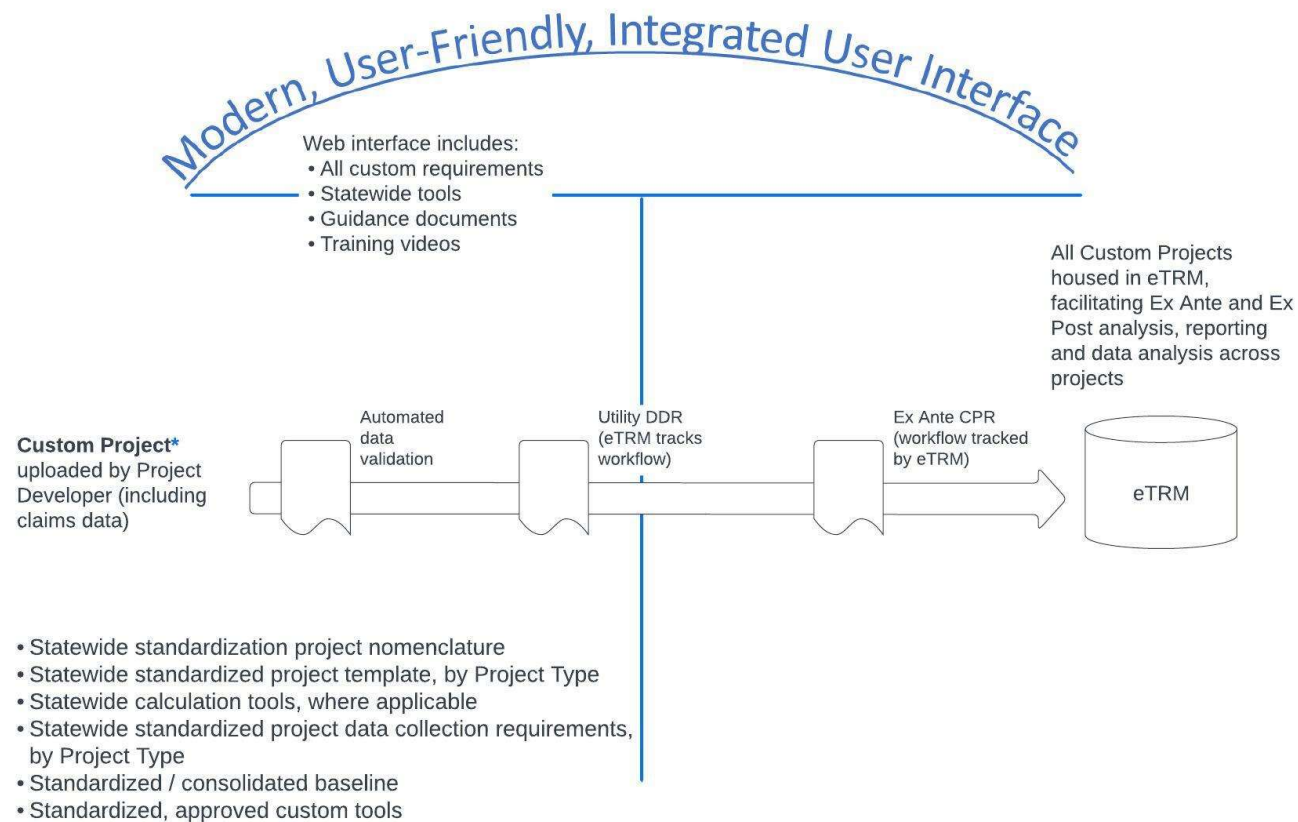 Modern, User-Friendly, Integrated User Interface
Web interface includes:
• All custom requirements
• Statewide tools
• Guidance documents
• Training videos
All Custom Projects
housed in eTRM,
facilitating Ex Ante and Ex
Post analysis, reporting
and data analysis across
projects
Custom Project*
uploaded by Project
Developer (including
claims data)
Automated
data
validation
Utility DDR
(eTRM tracks
workflow)
Ex Ante CPR
(workflow tracked
by eTRM)
eTRM
• Statewide standardization project nomenclature
• Statewide standardized project template, by Project Type
• Statewide calculation tools, where applicable
• Statewide standardized project data collection requirements,
by Project Type
• Standardized / consolidated baseline
• Standardized, approved custom tools